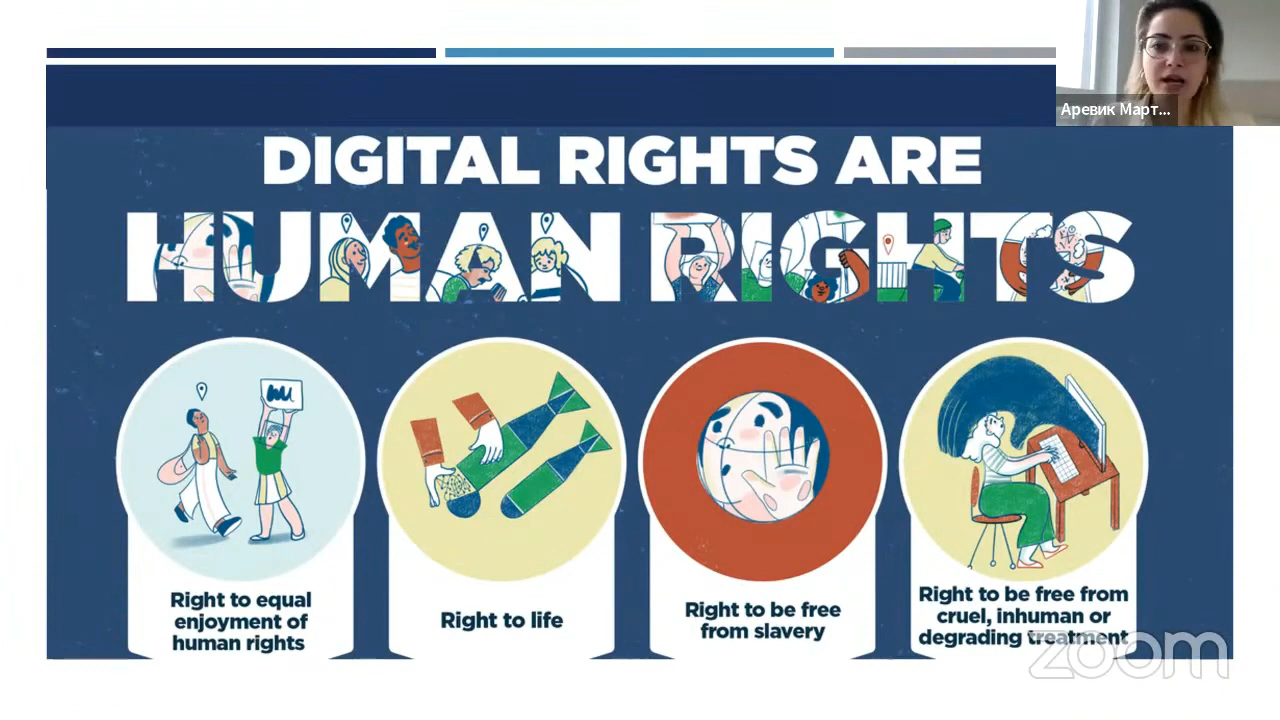 Аревик Март...
DIGITAL RIGHTS ARE
HUMAN RIGHTS
Right to equal
enjoyment of
human rights
Right to life
Right to be free
from slavery
Right to be free from
cruel, inhuman or
degrading treatment
zoom